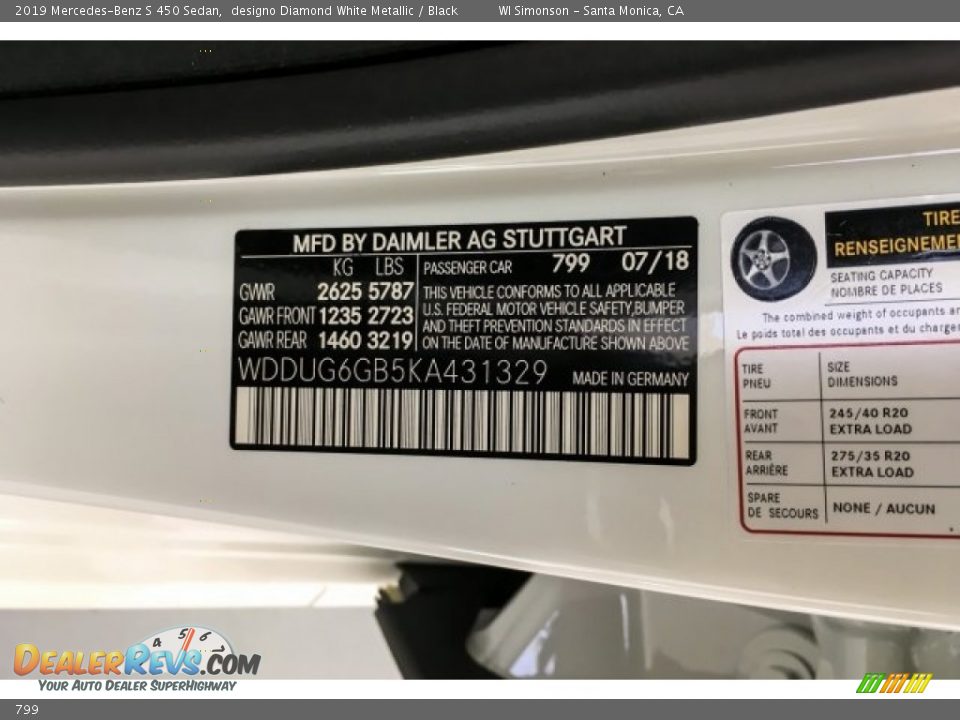 2019 Mercedes-Benz S 450 Sedan,  designo Diamond White Metallic / Black
WI Simonson - Santa Monica, CA
MFD BY DAIMLER AG STUTTGART
KG LBS
GWR 2625 5787
GAWR FRONT 1235 2723
GAWR REAR 1460 3219
PASSENGER CAR 799 07/18
THIS VEHICLE CONFORMS TO ALL APPLICABLE
U.S. FEDERAL MOTOR VEHICLE SAFETY,BUMPER
AND THEFT PREVENTION STANDARDS IN EFFECT
ON THE DATE OF MANUFACTURE SHOWN ABOVE
WDDUG6GB5KA431329
MADE IN GERMANY
TIRE
SEATING CAPACITY
NOMBRE DE PLACES
The combined weight of occupants
Le poids total des occupants et du
TIRE
PNEU
SIZE
DIMENSIONS
FRONT
AVANT
245/40 R20
EXTRA LOAD
REAR
ARRIÈRE
275/35 R20
EXTRA LOAD
SPARE
DE SECOURS
NONE / AUCUN
4 5 6
DEALERREVS.COM
YOUR AUTO DEALER SUPERHIGHWAY
799